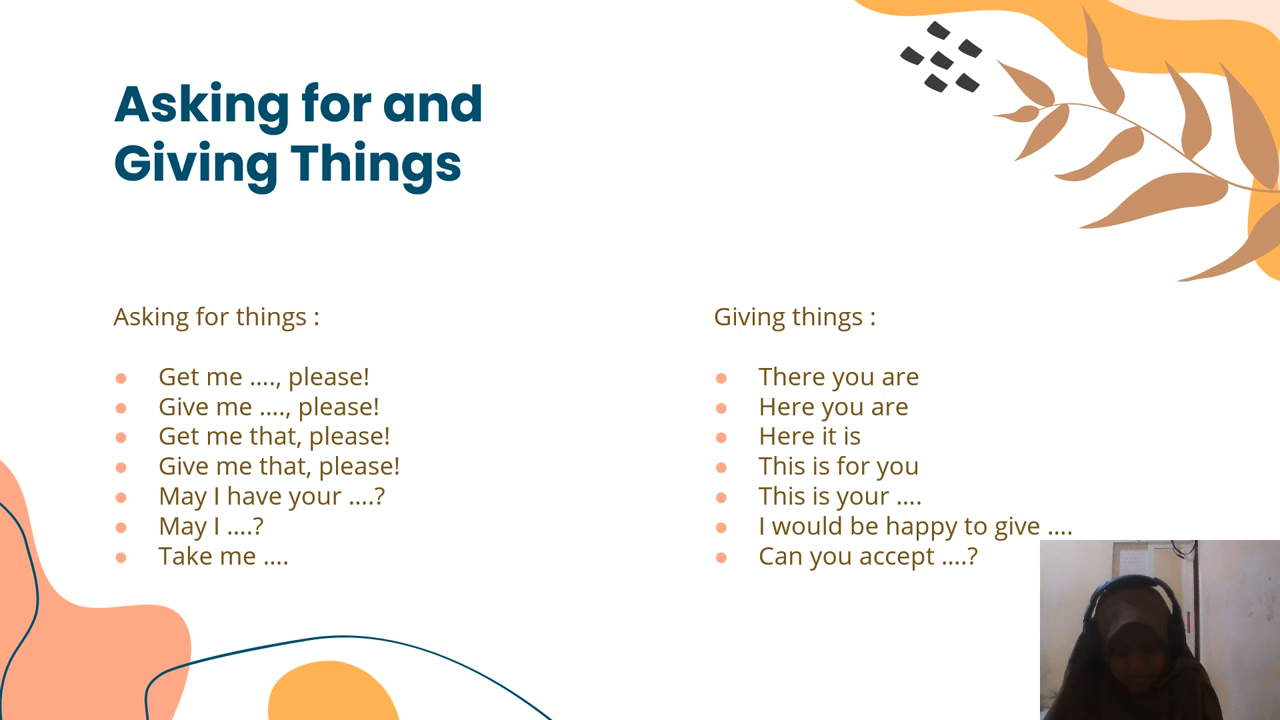 Asking for and
Giving Things
Asking for things :
Get me ...., please!
Give me ...., please!
Get me that, please!
Give me that, please!
May I have your ....?
May I ....?
Take me ....
Giving things :
There you are
Here you are
Here it is
This is for you
This is your ....
I would be happy to give ....
Can you accept ....?